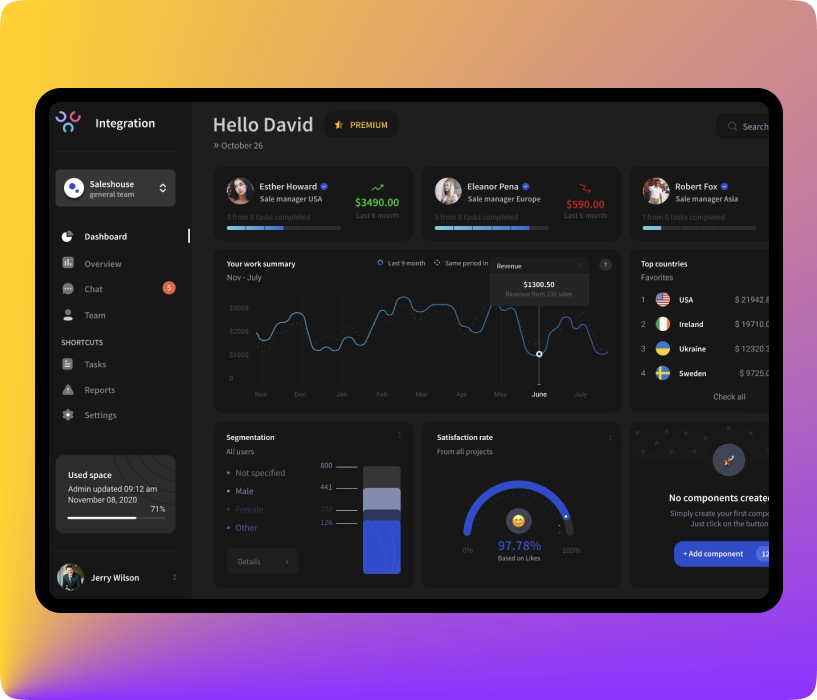 Integration
Hello David
PREMIUM
Search
» October 26
Saleshouse
general team
Esther Howard
Sale manager USA
$3490.00
Last 6 month
3 from 6 tasks completed
Eleanor Pena
Sale manager Europe
$590.00
Last 6 month
5 from 6 tasks completed
Robert Fox
Sale manager Asia
1 from 6 tasks completed
Dashboard
Overview
Chat
5
Team
SHORTCUTS
Tasks
Reports
Settings
Your work summary
Nov - July
Last 9 month
Same period in
Revenue
?
$1300.50
Revenue from 230 sales
$3000
$2000
$1000
0
Nov
Dec
Jan
Feb
Mar
Apr
May
June
July
Top countries
Favorites
1 USA $ 21942.8
2 Ireland $ 19710.0
3 Ukraine $ 12320.3
4 Sweden $ 9725.0
Check all
Used space
Admin updated 09:12 am
November 08, 2020
71%
Jerry Wilson
Segmentation
All users
• Not specified
• Male
• Female
• Other
800
441
233
126
Details
Satisfaction rate
From all projects
0%
97.78%
100%
Based on Likes
No components created
Simply create your first compo
Just click on the button
+ Add component
12